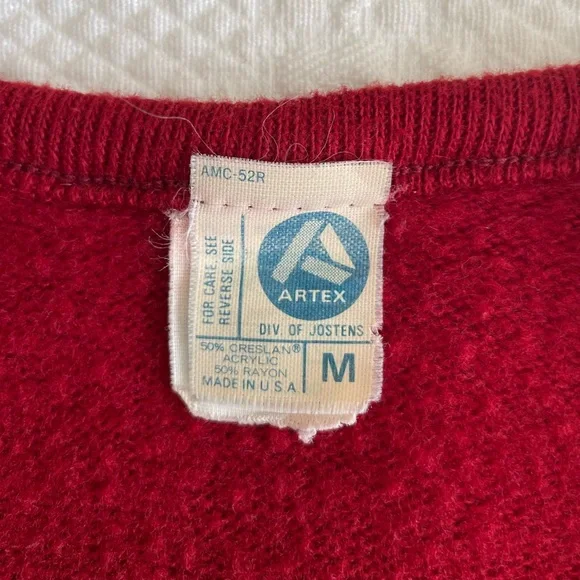 AMC-52R
FOR CARE, SEE
REVERSE SIDE
ARTEX
DIV. OF JOSTENS
50% CRESLAN®
ACRYLIC
50% RAYON
MADE IN U S A
M